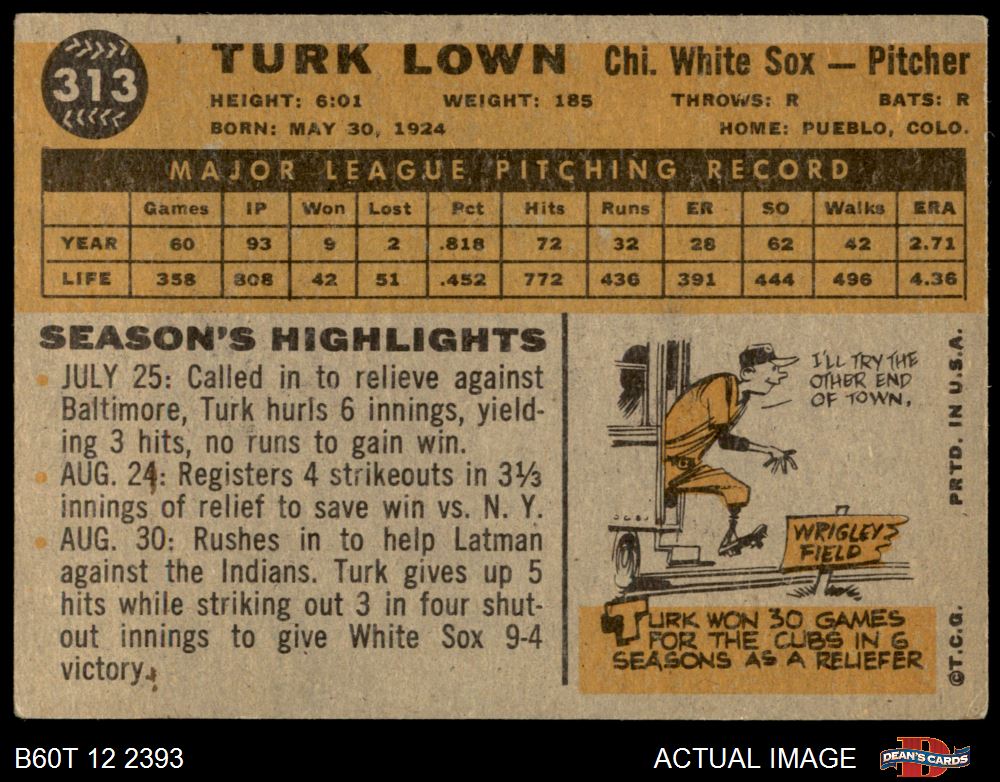 313
TURK LOWN Chi. White Sox — Pitcher
HEIGHT: 6:01 WEIGHT: 185 THROWS: R BATS: R
BORN: MAY 30, 1924 HOME: PUEBLO, COLO.
MAJOR LEAGUE PITCHING RECORD
Games IP Won Lost Pct Hits Runs ER SO Walks ERA
YEAR 60 93 9 2 .818 72 32 28 62 42 2.71
LIFE 358 808 42 51 .452 772 436 391 444 496 4.36
SEASON'S HIGHLIGHTS
• JULY 25: Called in to relieve against
Baltimore, Turk hurls 6 innings, yield-
ing 3 hits, no runs to gain win.
• AUG. 24: Registers 4 strikeouts in 3⅓
innings of relief to save win vs. N. Y.
• AUG. 30: Rushes in to help Latman
against the Indians. Turk gives up 5
hits while striking out 3 in four shut-
out innings to give White Sox 9-4
victory.
I'LL TRY THE
OTHER END
OF TOWN.
WRIGLEY
FIELD
TURK WON 30 GAMES
FOR THE CUBS IN 6
SEASONS AS A RELIEFER
PRTD. IN U.S.A.
©T.C.G.
B60T 12 2393 ACTUAL IMAGE
DEAN'S CARDS